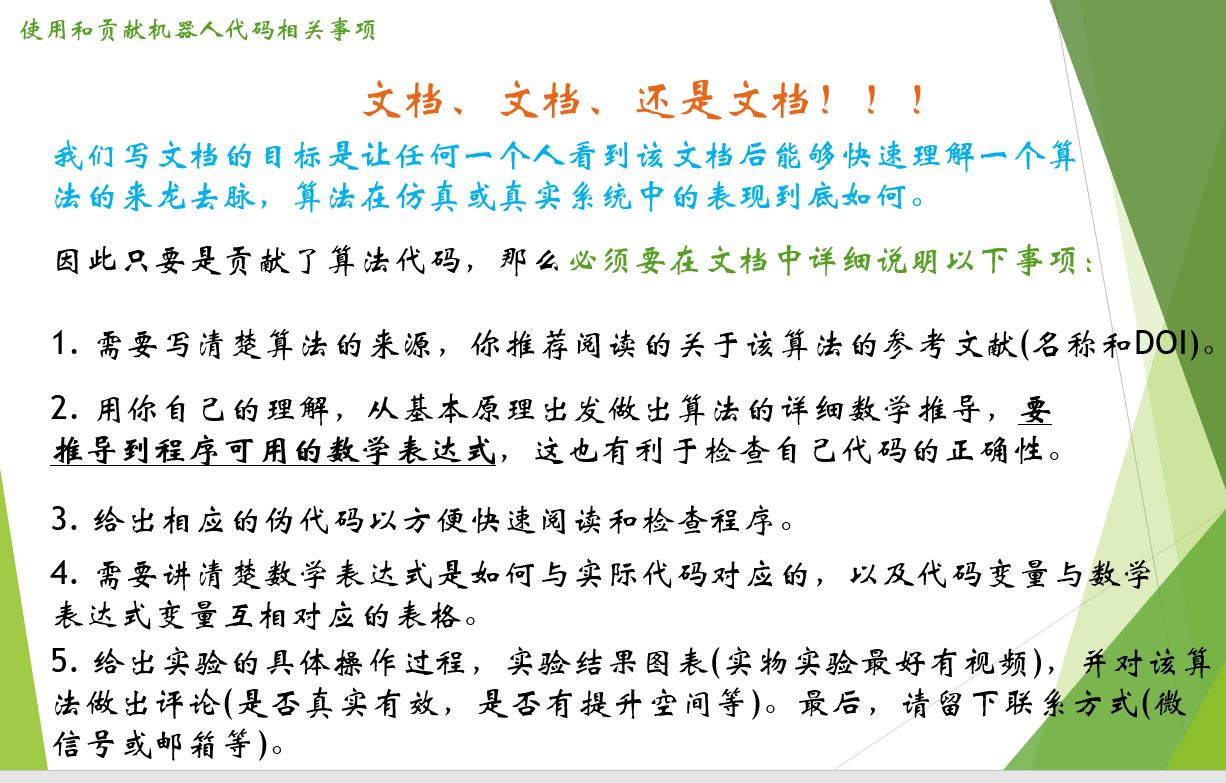 使用和贡献机器人代码相关事项
文档、文档、还是文档！！！
我们写文档的目标是让任何一个人看到该文档后能够快速理解一个算
法的来龙去脉，算法在仿真或真实系统中的表现到底如何。
因此只要是贡献了算法代码，那么必须要在文档中详细说明以下事项：
1. 需要写清楚算法的来源，你推荐阅读的关于该算法的参考文献(名称和DOI)。
2. 用你自己的理解，从基本原理出发做出算法的详细数学推导，要
推导到程序可用的数学表达式，这也有利于检查自己代码的正确性。
3. 给出相应的伪代码以方便快速阅读和检查程序。
4. 需要讲清楚数学表达式是如何与实际代码对应的，以及代码变量与数学
表达式变量互相对应的表格。
5. 给出实验的具体操作过程，实验结果图表(实物实验最好有视频)，并对该算
法做出评论(是否真实有效，是否有提升空间等)。最后，请留下联系方式(微
信号或邮箱等)。